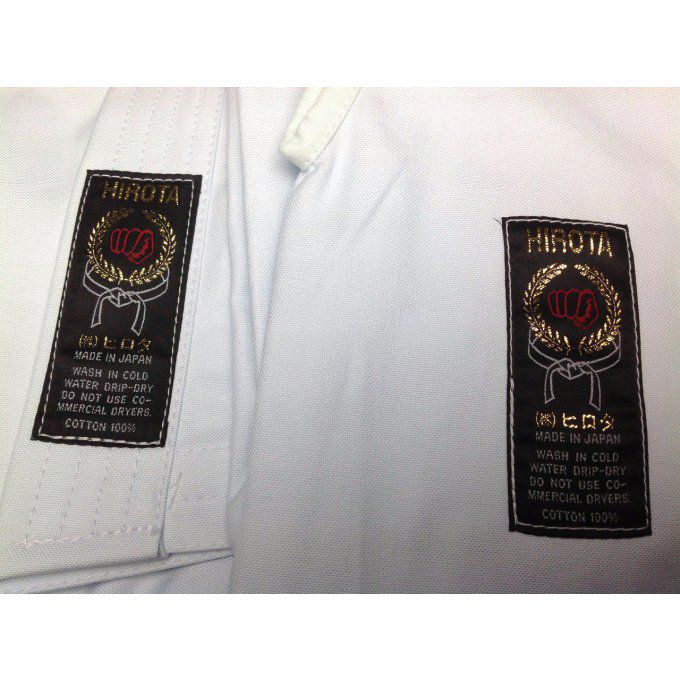 HIROTA
㈱ヒロタ
MADE IN JAPAN
WASH IN COLD
WATER DRIP-DRY
DO NOT USE CO-
MMERCIAL DRYERS.
COTTON 100%
HIROTA
㈱ヒロタ
MADE IN JAPAN
WASH IN COLD
WATER DRIP-DRY
DO NOT USE CO-
MMERCIAL DRYERS.
COTTON 100%